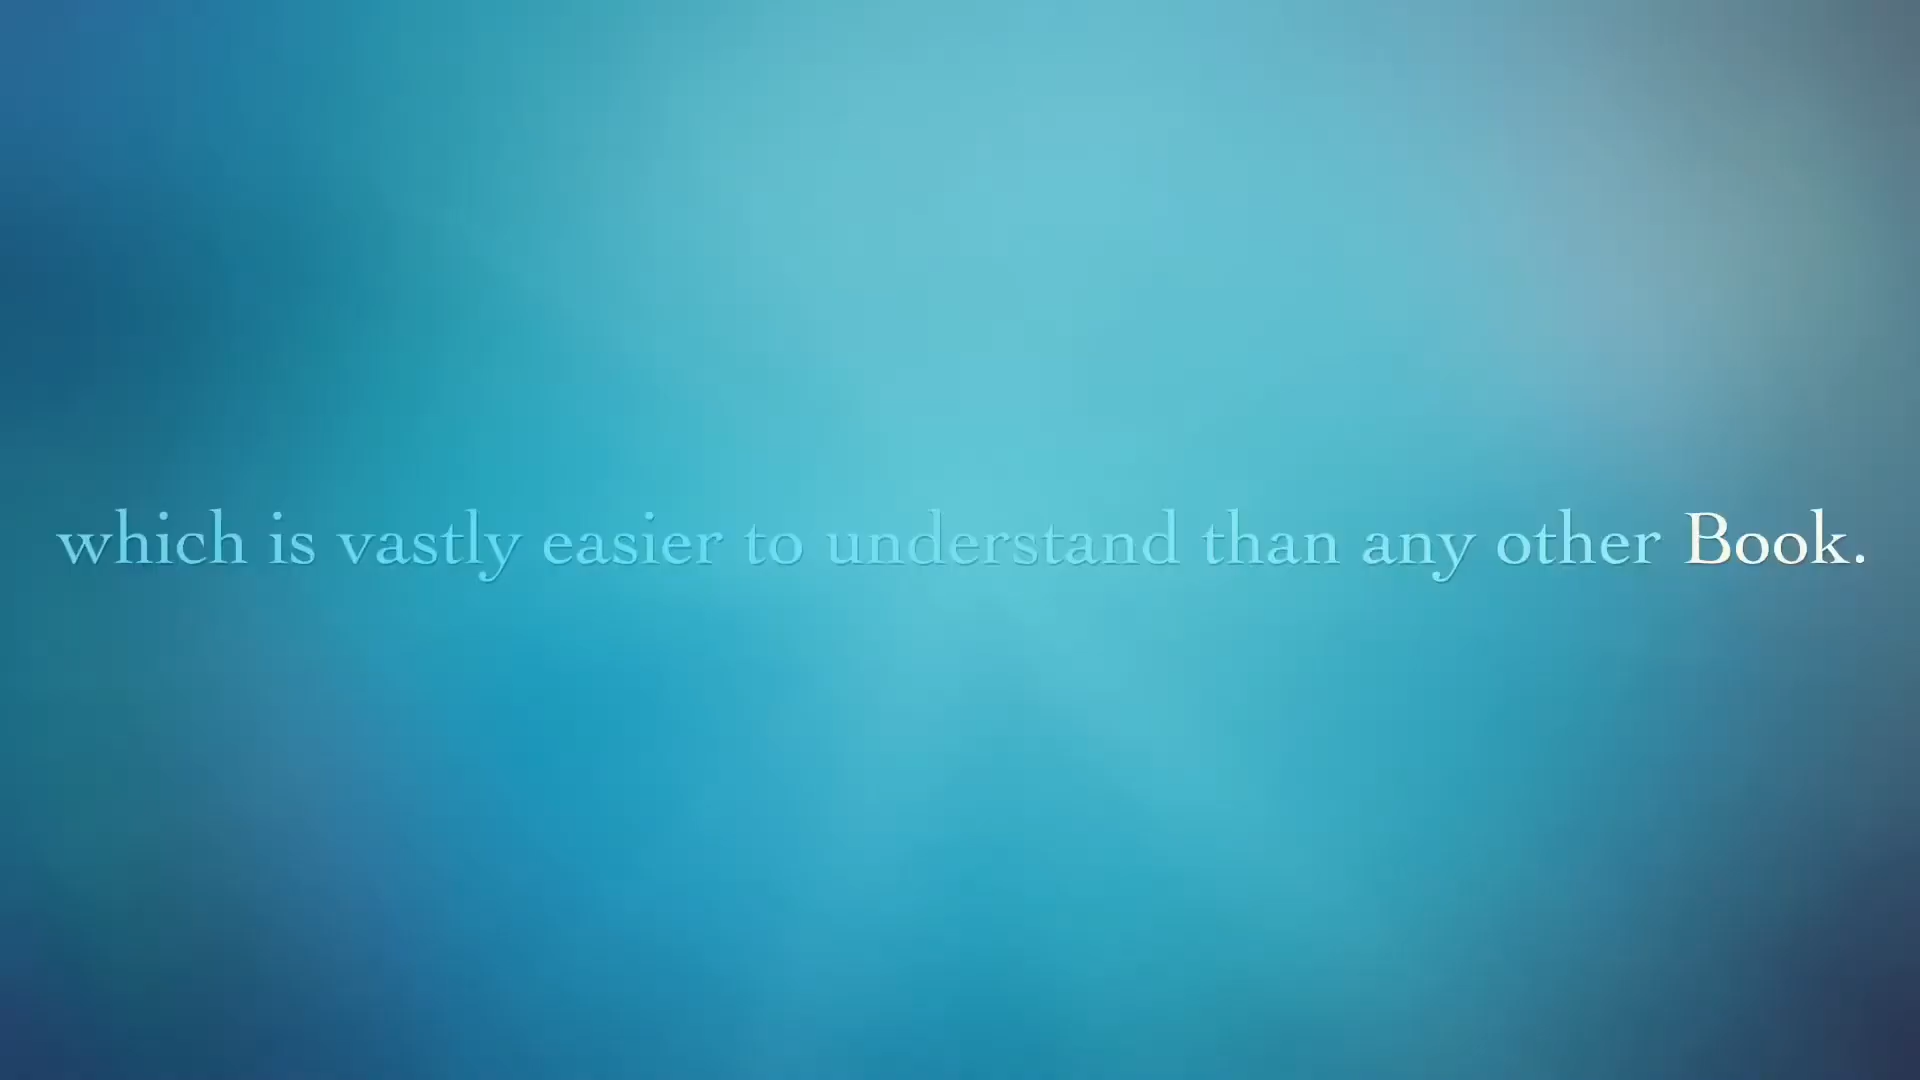 which is vastly easier to understand than any other Book.